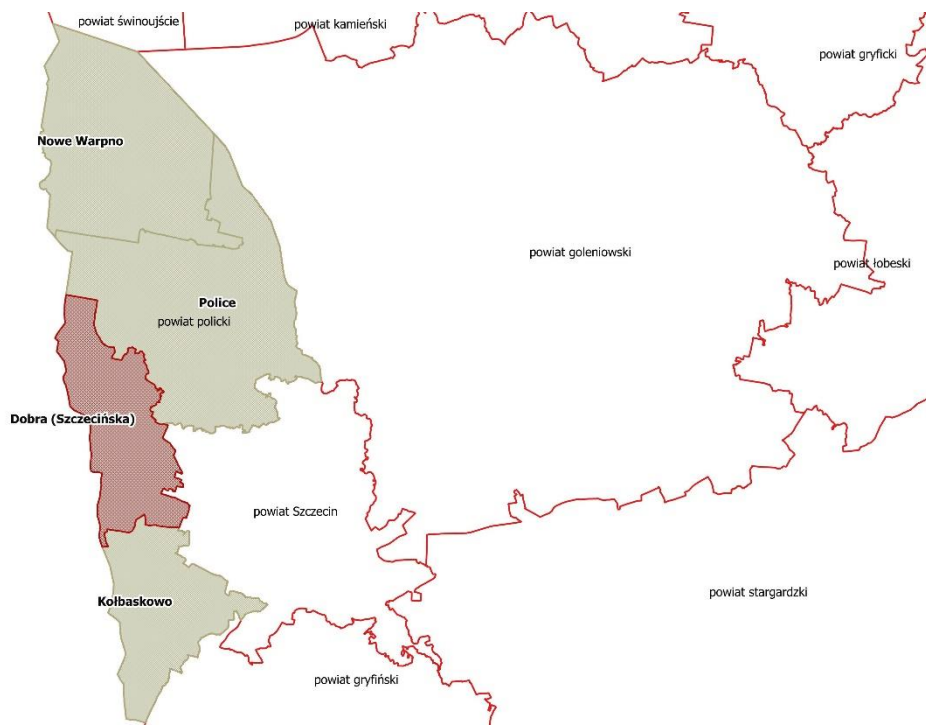 powiat świnoujście
powiat kamieński
powiat gryficki
Nowe Warpno
powiat goleniowski
powiat łobeski
Police
powiat policki
Dobra (Szczecińska)
powiat Szczecin
powiat stargardzki
Kołbaskowo
powiat gryfiński